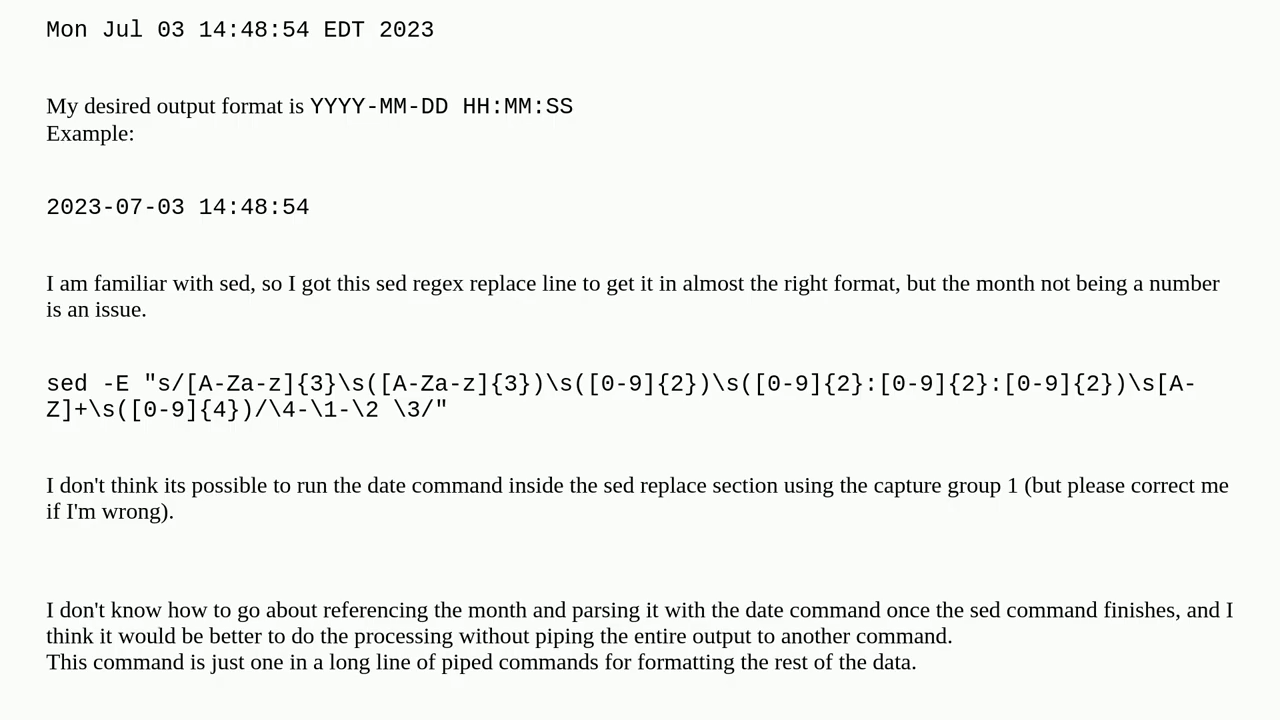 Mon Jul 03 14:48:54 EDT 2023
My desired output format is YYYY-MM-DD HH:MM:SS
Example:
2023-07-03 14:48:54
I am familiar with sed, so I got this sed regex replace line to get it in almost the right format, but the month not being a number
is an issue.
sed -E "s/[A-Za-z]{3}\s([A-Za-z]{3})\s([0-9]{2})\s([0-9]{2}:[0-9]{2}:[0-9]{2})\s[A-
Z]+\s([0-9]{4})/\4-\1-\2 \3/"
I don't think its possible to run the date command inside the sed replace section using the capture group 1 (but please correct me
if I'm wrong).
I don't know how to go about referencing the month and parsing it with the date command once the sed command finishes, and I
think it would be better to do the processing without piping the entire output to another command.
This command is just one in a long line of piped commands for formatting the rest of the data.